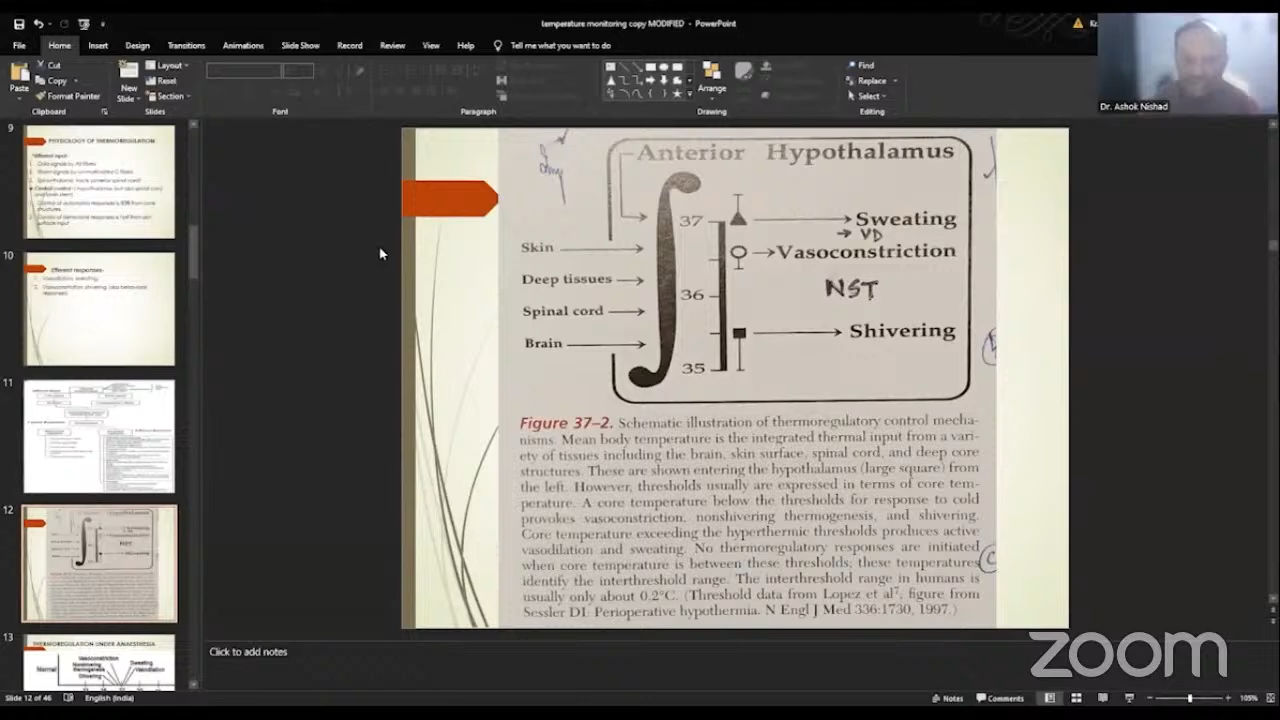 temperature monitoring copy MODIFIED - PowerPoint
File Home Insert Design Transitions Animations Slide Show Record Review View Help Tell me what you want to do
Paste
Cut
Copy
Format Painter
Clipboard
New
Slide
Layout
Reset
Section
Slides
Font
Paragraph
Arrange
Drawing
Find
Replace
Select
Editing
Dr. Ashok Nishad
9
PHYSIOLOGY OF THERMOREGULATION
10
Efferent responses-
11
12
13
THERMOREGULATION UNDER ANAESTHESIA
Vasoconstriction
Nonshivering
thermogenesis
Shivering
Sweating
Vasodilation
Normal
Anterior Hypothalamus
37
Sweating
→ VD
Skin
Vasoconstriction
Deep tissues
36
NST
Spinal cord
Shivering
Brain
35
Figure 37–2. Schematic illustration of thermoregulatory control mecha-
nisms. Mean body temperature is the integrated thermal input from a vari-
ety of tissues including the brain, skin surface, spinal cord, and deep core
structures. These are shown entering the hypothalamus (large square) from
the left. However, thresholds usually are expressed in terms of core tem-
perature. A core temperature below the thresholds for response to cold
provokes vasoconstriction, nonshivering thermogenesis, and shivering.
Core temperature exceeding the hyperthermic thresholds produces active
vasodilation and sweating. No thermoregulatory responses are initiated
when core temperature is between these thresholds; these temperatures
identify the interthreshold range. The interthreshold range in humans is
usually only about 0.2°C. (Threshold data from Lopez et al⁷, figure from
Sessler DI: Perioperative hypothermia. N Engl J Med 336:1730, 1997.)
Click to add notes
zoom
Slide 12 of 46 English (India) Notes Comments 105%